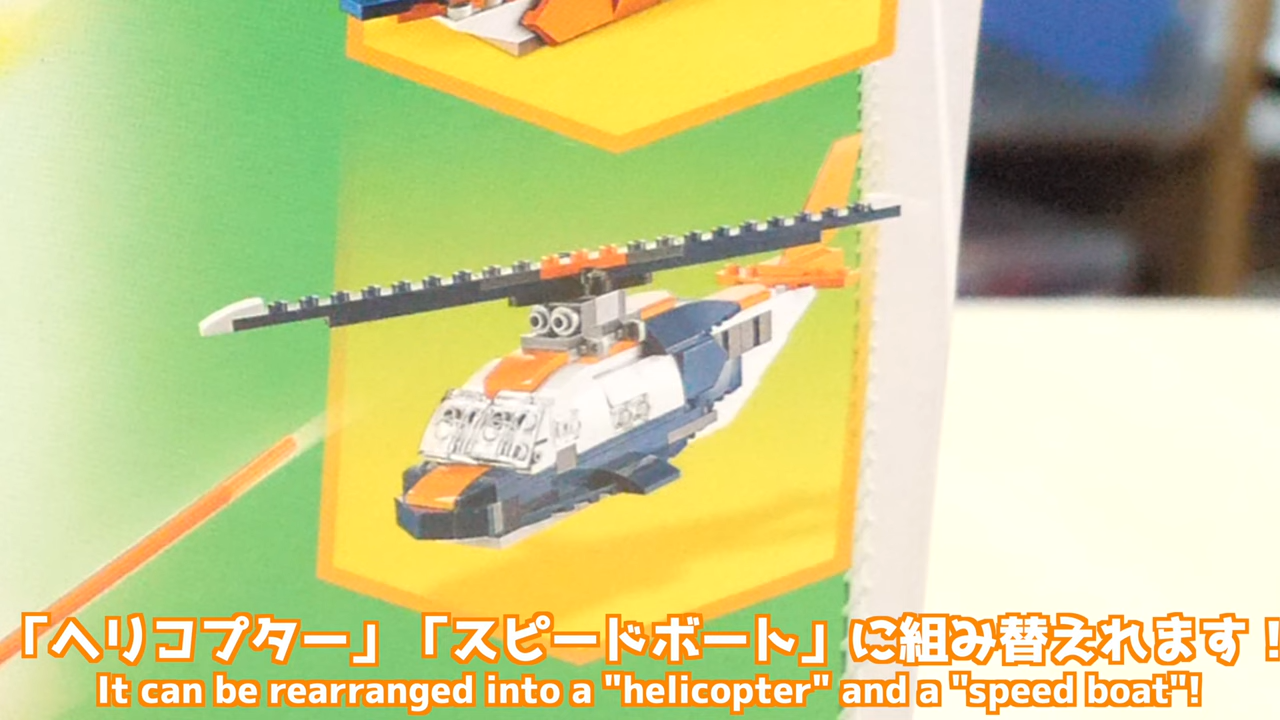 「ヘリコプター」「スピードボート」に組み替えれます！
It can be rearranged into a "helicopter" and a "speed boat"!